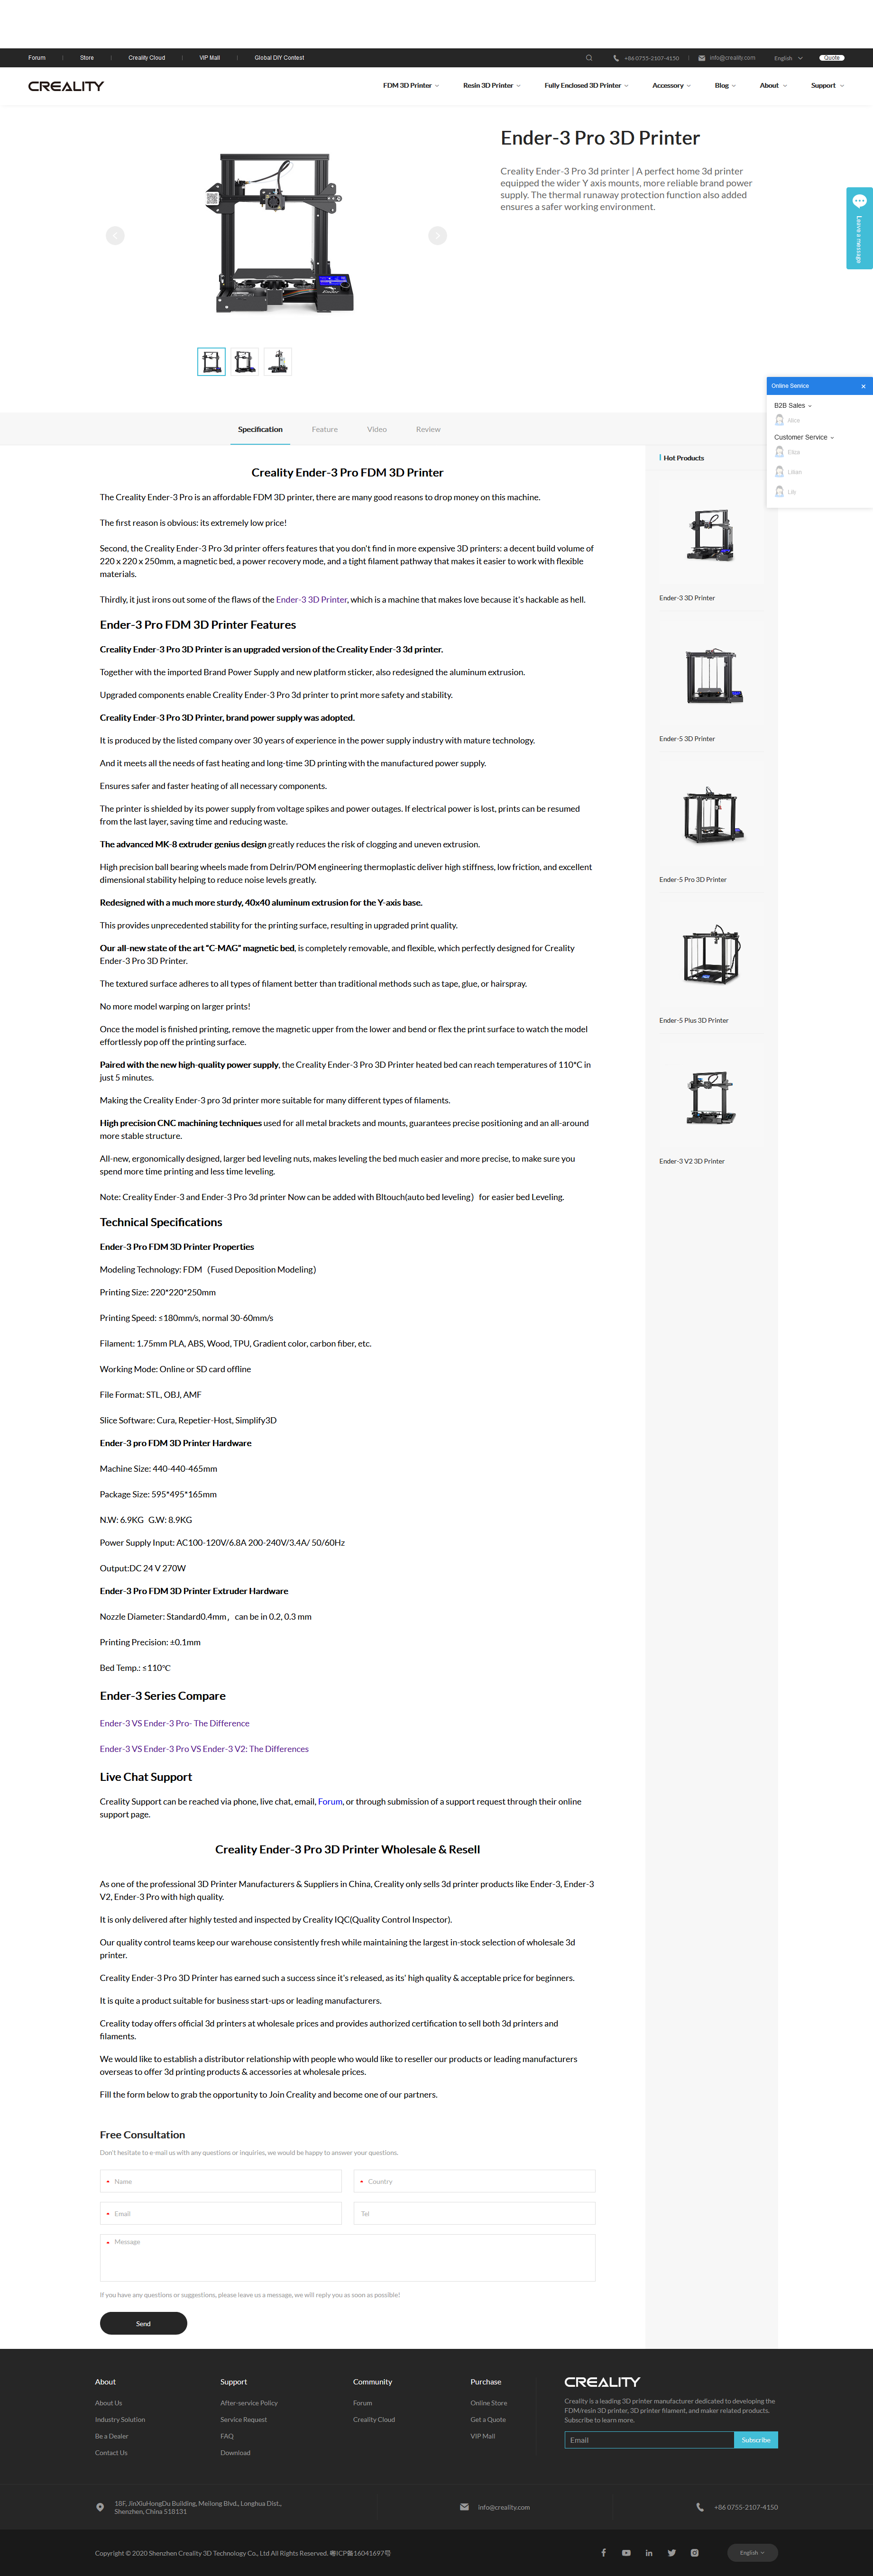 Forum
Store
Creality Cloud
VIP Mall
Global DIY Contest
+86 0755-2107-4150
info@creality.com
English
Quote
CREALITY
FDM 3D Printer
Resin 3D Printer
Fully Enclosed 3D Printer
Accessory
Blog
About
Support
Ender-3 Pro 3D Printer
Creality Ender-3 Pro 3d printer | A perfect home 3d printer
equipped the wider Y axis mounts, more reliable brand power
supply. The thermal runaway protection function also added
ensures a safer working environment.
Leave a message
Online Service
B2B Sales
Alice
Customer Service
Elisa
Lilian
Lily
Specification
Feature
Video
Review
Hot Products
Ender-3 3D Printer
Ender-5 3D Printer
Ender-5 Pro 3D Printer
Ender-5 Plus 3D Printer
Ender-3 V2 3D Printer
Creality Ender-3 Pro FDM 3D Printer
The Creality Ender-3 Pro is an affordable FDM 3D printer, there are many good reasons to drop money on this machine.
The first reason is obvious: its extremely low price!
Second, the Creality Ender-3 Pro 3d printer offers features that you don't find in more expensive 3D printers: a decent build volume of
220 x 220 x 250mm, a magnetic bed, a power recovery mode, and a tight filament pathway that makes it easier to work with flexible
materials.
Thirdly, it just irons out some of the flaws of the Ender-3 3D Printer, which is a machine that makes love because it's hackable as hell.
Ender-3 Pro FDM 3D Printer Features
Creality Ender-3 Pro 3D Printer is an upgraded version of the Creality Ender-3 3d printer.
Together with the imported Brand Power Supply and new platform sticker, also redesigned the aluminum extrusion.
Upgraded components enable Creality Ender-3 Pro 3d printer to print more safety and stability.
Creality Ender-3 Pro 3D Printer, brand power supply was adopted.
It is produced by the listed company over 30 years of experience in the power supply industry with mature technology.
And it meets all the needs of fast heating and long-time 3D printing with the manufactured power supply.
Ensures safer and faster heating of all necessary components.
The printer is shielded by its power supply from voltage spikes and power outages. If electrical power is lost, prints can be resumed
from the last layer, saving time and reducing waste.
The advanced MK-8 extruder genius design greatly reduces the risk of clogging and uneven extrusion.
High precision ball bearing wheels made from Delrin/POM engineering thermoplastic deliver high stiffness, low friction, and excellent
dimensional stability helping to reduce noise levels greatly.
Redesigned with a much more sturdy, 40x40 aluminum extrusion for the Y-axis base.
This provides unprecedented stability for the printing surface, resulting in upgraded print quality.
Our all-new state of the art "C-MAG" magnetic bed, is completely removable, and flexible, which perfectly designed for Creality
Ender-3 Pro 3D Printer.
The textured surface adheres to all types of filament better than traditional methods such as tape, glue, or hairspray.
No more model warping on larger prints!
Once the model is finished printing, remove the magnetic upper from the lower and bend or flex the print surface to watch the model
effortlessly pop off the printing surface.
Paired with the new high-quality power supply, the Creality Ender-3 Pro 3D Printer heated bed can reach temperatures of 110°C in
just 5 minutes.
Making the Creality Ender-3 pro 3d printer more suitable for many different types of filaments.
High precision CNC machining techniques used for all metal brackets and mounts, guarantees precise positioning and an all-around
more stable structure.
All-new, ergonomically designed, larger bed leveling nuts, makes leveling the bed much easier and more precise, to make sure you
spend more time printing and less time leveling.
Note: Creality Ender-3 and Ender-3 Pro 3d printer Now can be added with Bltouch(auto bed leveling）for easier bed Leveling.
Technical Specifications
Ender-3 Pro FDM 3D Printer Properties
Modeling Technology: FDM（Fused Deposition Modeling）
Printing Size: 220*220*250mm
Printing Speed: ≤180mm/s, normal 30-60mm/s
Filament: 1.75mm PLA, ABS, Wood, TPU, Gradient color, carbon fiber, etc.
Working Mode: Online or SD card offline
File Format: STL, OBJ, AMF
Slice Software: Cura, Repetier-Host, Simplify3D
Ender-3 pro FDM 3D Printer Hardware
Machine Size: 440-440-465mm
Package Size: 595*495*165mm
N.W: 6.9KG G.W: 8.9KG
Power Supply Input: AC100-120V/6.8A 200-240V/3.4A/ 50/60Hz
Output:DC 24 V 270W
Ender-3 Pro FDM 3D Printer Extruder Hardware
Nozzle Diameter: Standard0.4mm，can be in 0.2, 0.3 mm
Printing Precision: ±0.1mm
Bed Temp.: ≤110℃
Ender-3 Series Compare
Ender-3 VS Ender-3 Pro- The Difference
Ender-3 VS Ender-3 Pro VS Ender-3 V2: The Differences
Live Chat Support
Creality Support can be reached via phone, live chat, email, Forum, or through submission of a support request through their online
support page.
Creality Ender-3 Pro 3D Printer Wholesale & Resell
As one of the professional 3D Printer Manufacturers & Suppliers in China, Creality only sells 3d printer products like Ender-3, Ender-3
V2, Ender-3 Pro with high quality.
It is only delivered after highly tested and inspected by Creality IQC(Quality Control Inspector).
Our quality control teams keep our warehouse consistently fresh while maintaining the largest in-stock selection of wholesale 3d
printer.
Creality Ender-3 Pro 3D Printer has earned such a success since it's released, as its' high quality & acceptable price for beginners.
It is quite a product suitable for business start-ups or leading manufacturers.
Creality today offers official 3d printers at wholesale prices and provides authorized certification to sell both 3d printers and
filaments.
We would like to establish a distributor relationship with people who would like to reseller our products or leading manufacturers
overseas to offer 3d printing products & accessories at wholesale prices.
Fill the form below to grab the opportunity to Join Creality and become one of our partners.
Free Consultation
Don't hesitate to e-mail us with any questions or inquiries, we would be happy to answer your questions.
* Name
* Country
* Email
Tel
* Message
If you have any questions or suggestions, please leave us a message, we will reply you as soon as possible!
Send
About
About Us
Industry Solution
Be a Dealer
Contact Us
Support
After-service Policy
Service Request
FAQ
Download
Community
Forum
Creality Cloud
Purchase
Online Store
Get a Quote
VIP Mall
CREALITY
Creality is a leading 3D printer manufacturer dedicated to developing the
FDM/resin 3D printer, 3D printer filament, and maker related products.
Subscribe to learn more.
Email
Subscribe
18F, JinXiuHongDu Building, Meilong Blvd., Longhua Dist.,
Shenzhen, China 518131
info@creality.com
+86 0755-2107-4150
Copyright © 2020 Shenzhen Creality 3D Technology Co., Ltd All Rights Reserved. 粤ICP备16041697号
English